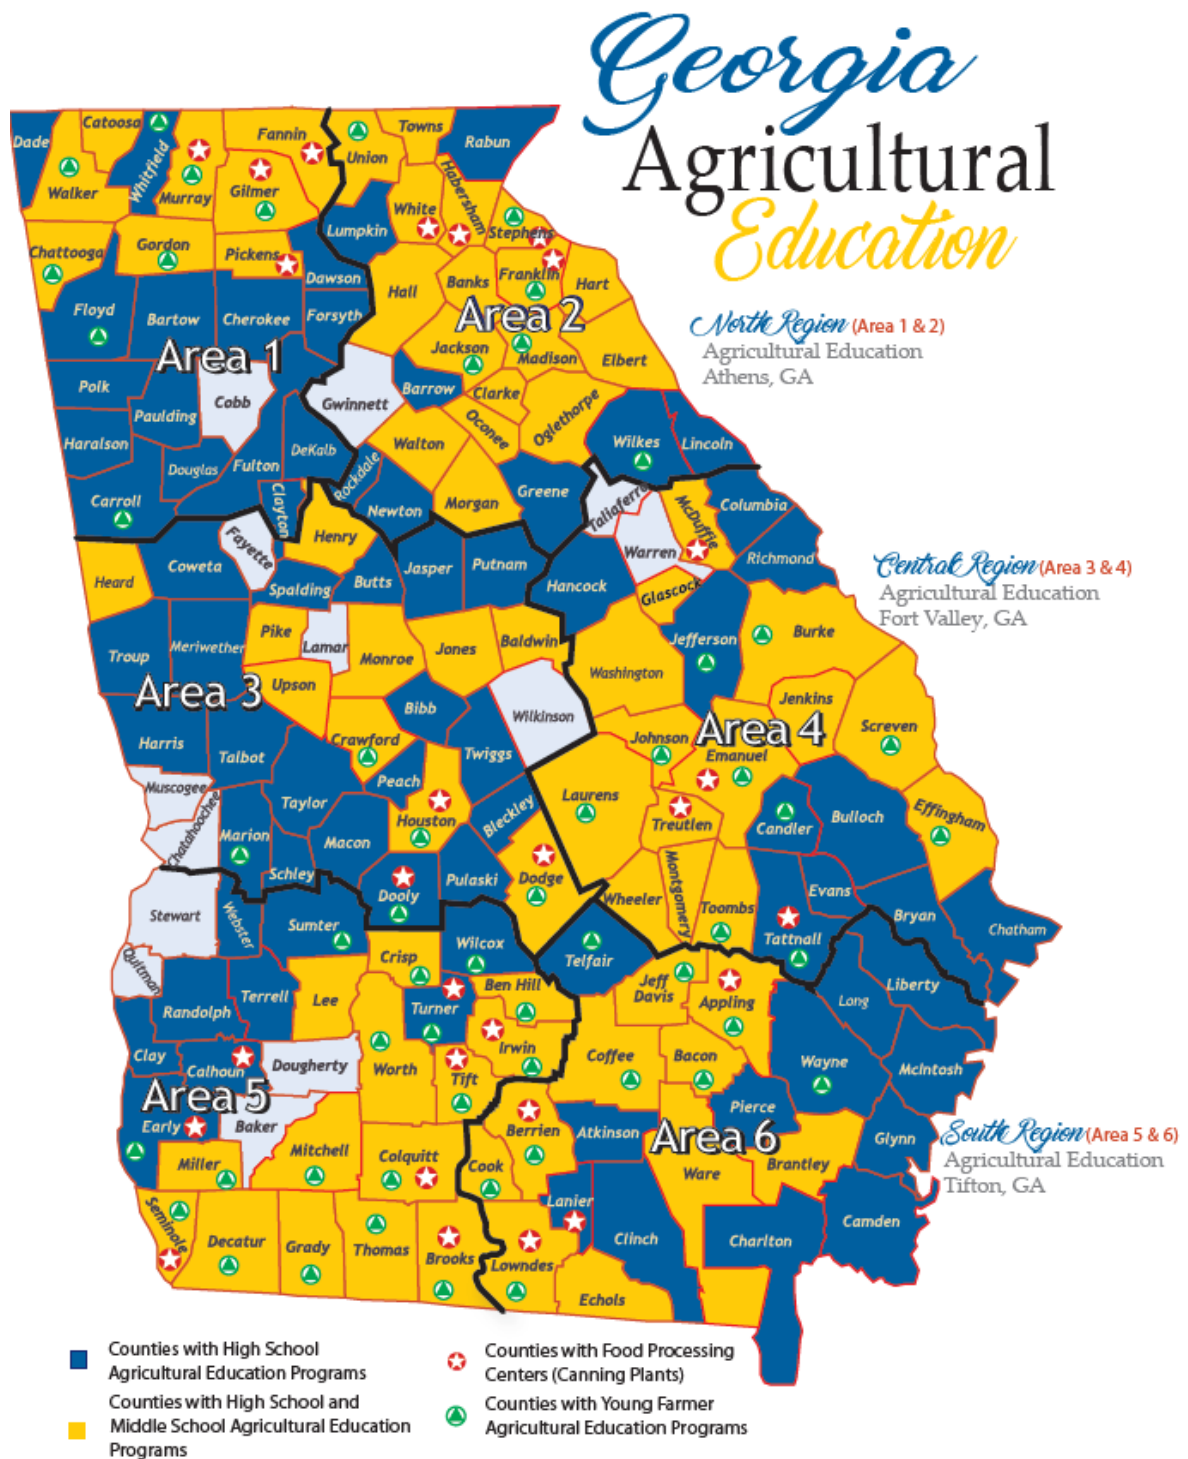 Georgia
Agricultural
Education
North Region (Area 1 & 2)
Agricultural Education
Athens, GA
Central Region (Area 3 & 4)
Agricultural Education
Fort Valley, GA
South Region (Area 5 & 6)
Agricultural Education
Tifton, GA
Dade
Catoosa
Whitfield
Walker
Murray
Fannin
Gilmer
Union
Towns
Rabun
Habersham
White
Lumpkin
Stephens
Chattooga
Gordon
Pickens
Dawson
Hall
Banks
Franklin
Hart
Floyd
Bartow
Cherokee
Forsyth
Area 1
Area 2
Jackson
Madison
Elbert
Polk
Paulding
Cobb
Gwinnett
Barrow
Clarke
Oconee
Oglethorpe
Haralson
Douglas
Fulton
DeKalb
Rockdale
Walton
Wilkes
Lincoln
Carroll
Clayton
Newton
Morgan
Greene
Taliaferro
McDuffie
Columbia
Heard
Coweta
Fayette
Henry
Spalding
Butts
Jasper
Putnam
Hancock
Warren
Richmond
Glascock
Troup
Meriwether
Pike
Lamar
Monroe
Jones
Baldwin
Washington
Jefferson
Burke
Area 3
Upson
Bibb
Wilkinson
Jenkins
Screven
Area 4
Harris
Talbot
Crawford
Peach
Twiggs
Johnson
Emanuel
Muscogee
Chatahoochee
Marion
Taylor
Macon
Houston
Bleckley
Laurens
Treutlen
Candler
Bulloch
Effingham
Schley
Dooly
Pulaski
Dodge
Wheeler
Montgomery
Toombs
Evans
Tattnall
Bryan
Chatham
Stewart
Webster
Sumter
Crisp
Wilcox
Telfair
Quitman
Randolph
Terrell
Lee
Turner
Ben Hill
Jeff
Davis
Appling
Long
Liberty
Clay
Calhoun
Dougherty
Worth
Tift
Irwin
Coffee
Bacon
Wayne
McIntosh
Area 5
Early
Baker
Berrien
Atkinson
Pierce
Area 6
Glynn
Miller
Mitchell
Colquitt
Cook
Lanier
Ware
Brantley
Seminole
Decatur
Grady
Thomas
Brooks
Lowndes
Clinch
Echols
Charlton
Camden
Counties with High School
Agricultural Education Programs
Counties with High School and
Middle School Agricultural Education
Programs
Counties with Food Processing
Centers (Canning Plants)
Counties with Young Farmer
Agricultural Education Programs